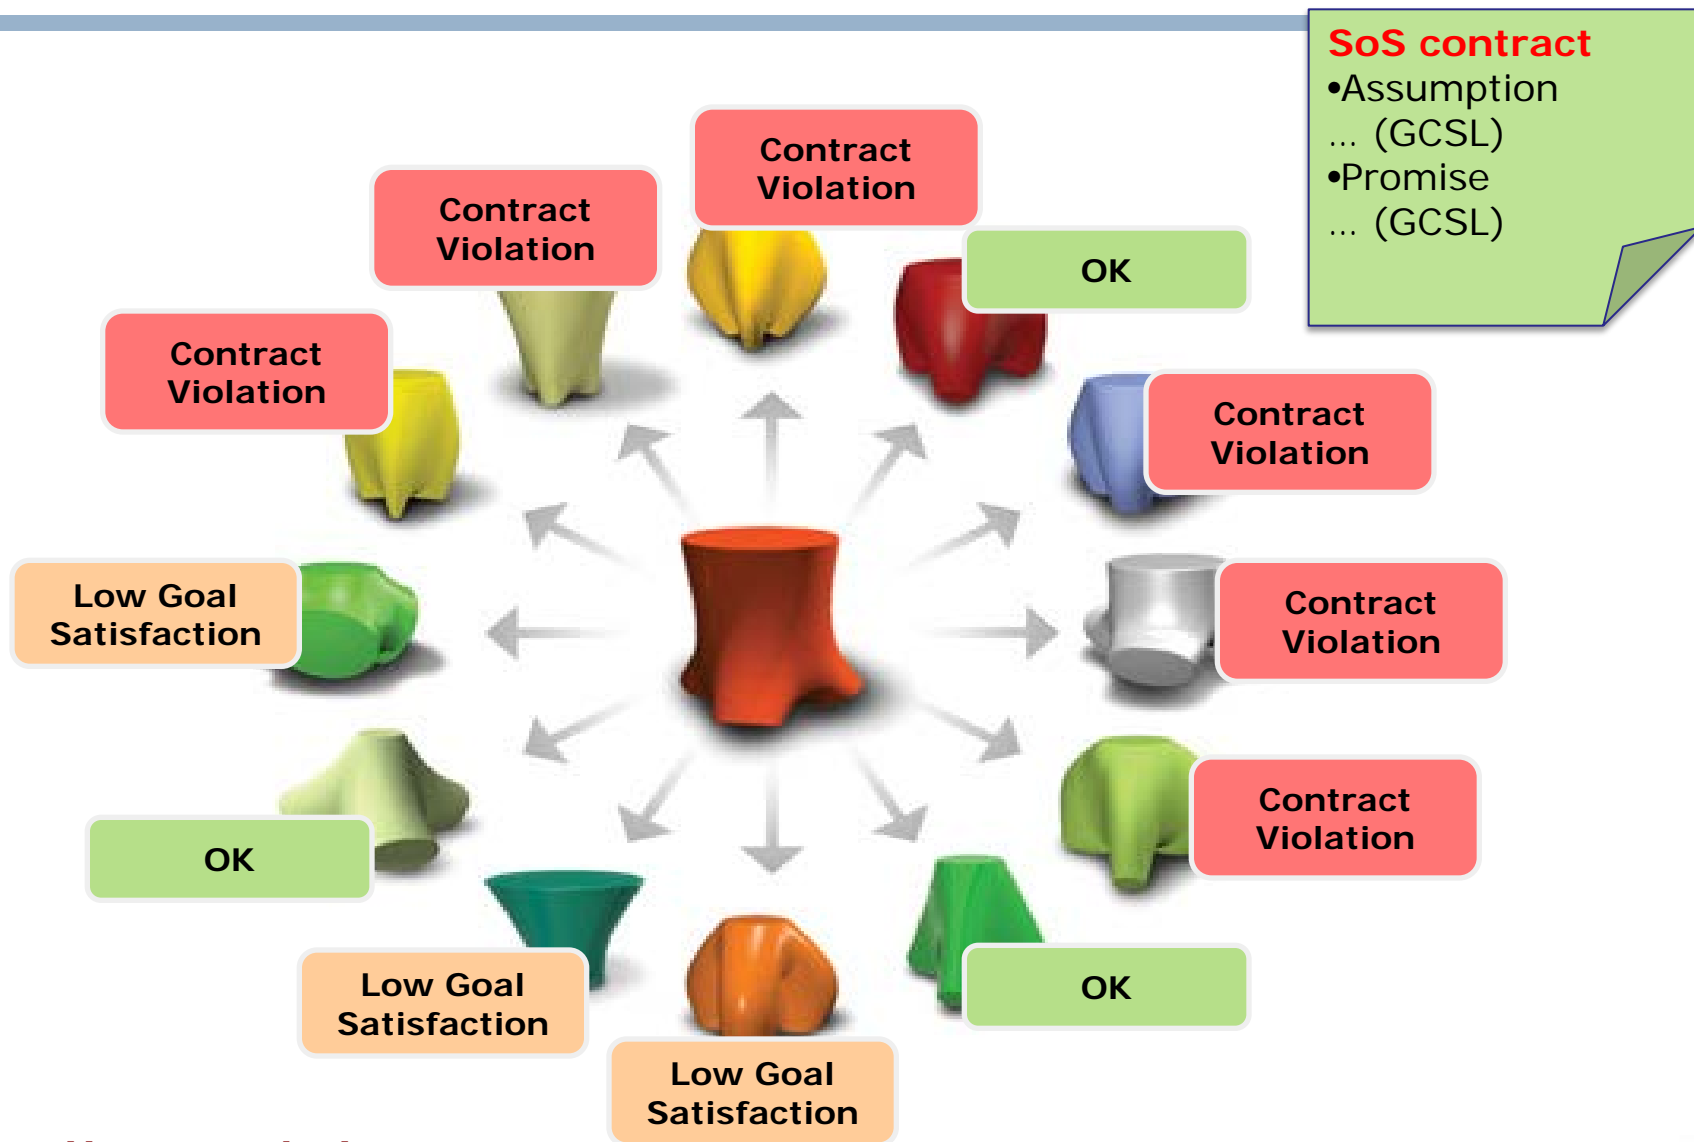 SoS contract
•Assumption
... (GCSL)
•Promise
... (GCSL)
Contract
Violation
Contract
Violation
OK
Contract
Violation
Contract
Violation
Low Goal
Satisfaction
Contract
Violation
Contract
Violation
OK
Low Goal
Satisfaction
OK
Low Goal
Satisfaction